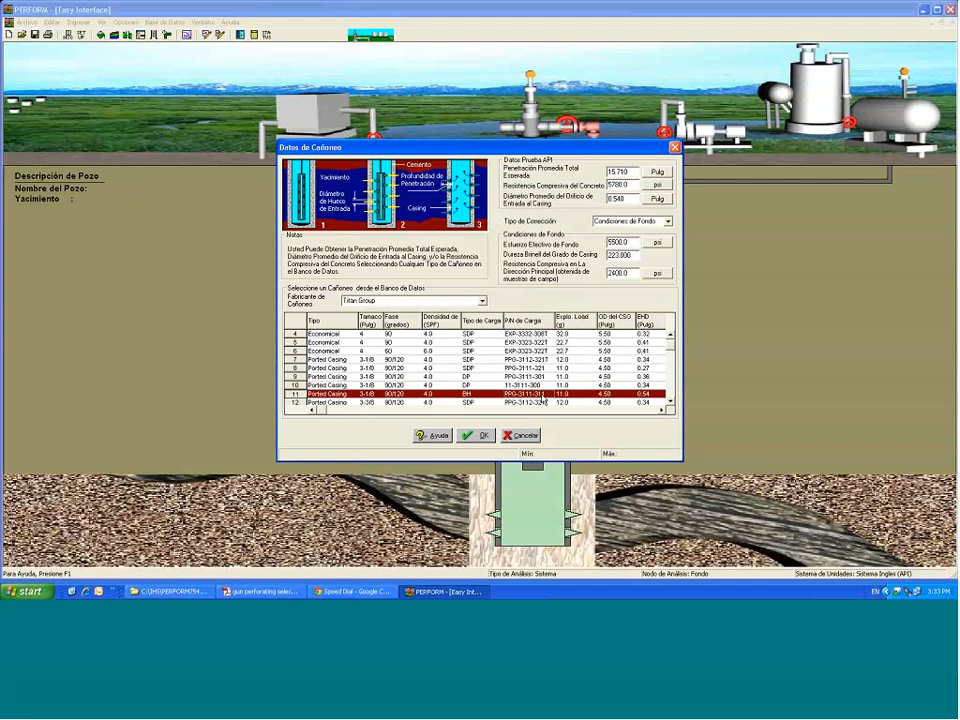 PERFORM - [Easy Interface]
Archivo Editar Ingresar Ver Opciones Base de Datos Ventana Ayuda
Descripción de Pozo
Nombre del Pozo:
Yacimiento :
Datos de Cañoneo
Yacimiento
Diámetro de Hueco de Entrada
Cemento
Profundidad de Penetración
Casing
1 2 3
Notas
Usted Puede Obtener la Penetración Promedia Total Esperada,
Diámetro Promedio del Orificio de Entrada al Casing, y/o la Resistencia
Compresiva del Concreto Seleccionando Cualquier Tipo de Cañoneo en
el Banco de Datos.
Datos Prueba API
Penetración Promedia Total Esperada 15.710 Pulg
Resistencia Compresiva del Concreto 5780.0 psi
Diámetro Promedio del Orificio de Entrada al Casing 0.540 Pulg
Tipo de Corrección Condiciones de Fondo
Condiciones de Fondo
Esfuerzo Efectivo de Fondo 5500.0 psi
Dureza Brinell del Grado de Casing 223.000
Resistencia Compresiva en La Dirección Principal (obtenida de muestras de campo) 2400.0 psi
Seleccione un Cañoneo desde el Banco de Datos
Fabricante de Cañoneo Titan Group
Tipo Tamaco (Pulg) Fase (grados) Densidad de (SPF) Tipo de Carga P/N de Carga Explo. Load (g) OD del CSG (Pulg) EHD (Pulg)
4 Economical 4 90 4.0 SDP EXP-3332-308T 32.0 5.50 0.32
5 Economical 4 90 4.0 SDP EXP-3323-322T 22.7 5.50 0.41
6 Economical 4 60 6.0 SDP EXP-3323-322T 22.7 5.50 0.41
7 Ported Casing 3-1/8 90/120 4.0 SDP PPG-3112-321T 12.0 4.50 0.34
8 Ported Casing 3-1/8 90/120 4.0 SDP 11.0 4.50 0.27
9 Ported Casing 3-1/8 90/120 4.0 DP PPG-3111-301 11.0 4.50 0.36
10 Ported Casing 3-1/8 90/120 4.0 DP 11-3111-300 11.0 4.50 0.34
11 Ported Casing 3-1/8 90/120 4.0 BH 11.0 4.50 0.54
12 Ported Casing 3-3/8 90/120 4.0 SDP 12.0 4.50 0.34
Ayuda OK Cancelar
Mín: Máx:
Para Ayuda, Presione F1 Tipo de Análisis: Sistema Nodo de Análisis: Fondo Sistema de Unidades: Sistema Ingles (API)
start gun perforating selec... Speed Dial - Google C... PERFORM - [Easy Int... EN 3:33 PM